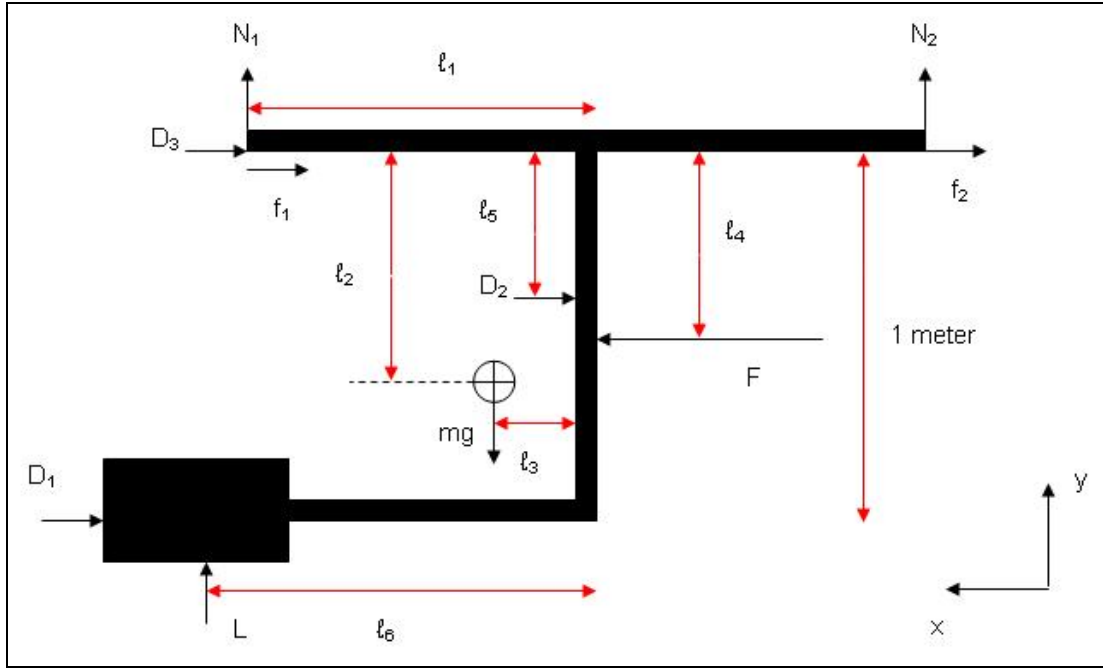 N₁
N₂
ℓ₁
D₃
f₁
f₂
ℓ₅
ℓ₄
ℓ₂
D₂
1 meter
F
mg
ℓ₃
D₁
y
L
ℓ₆
x